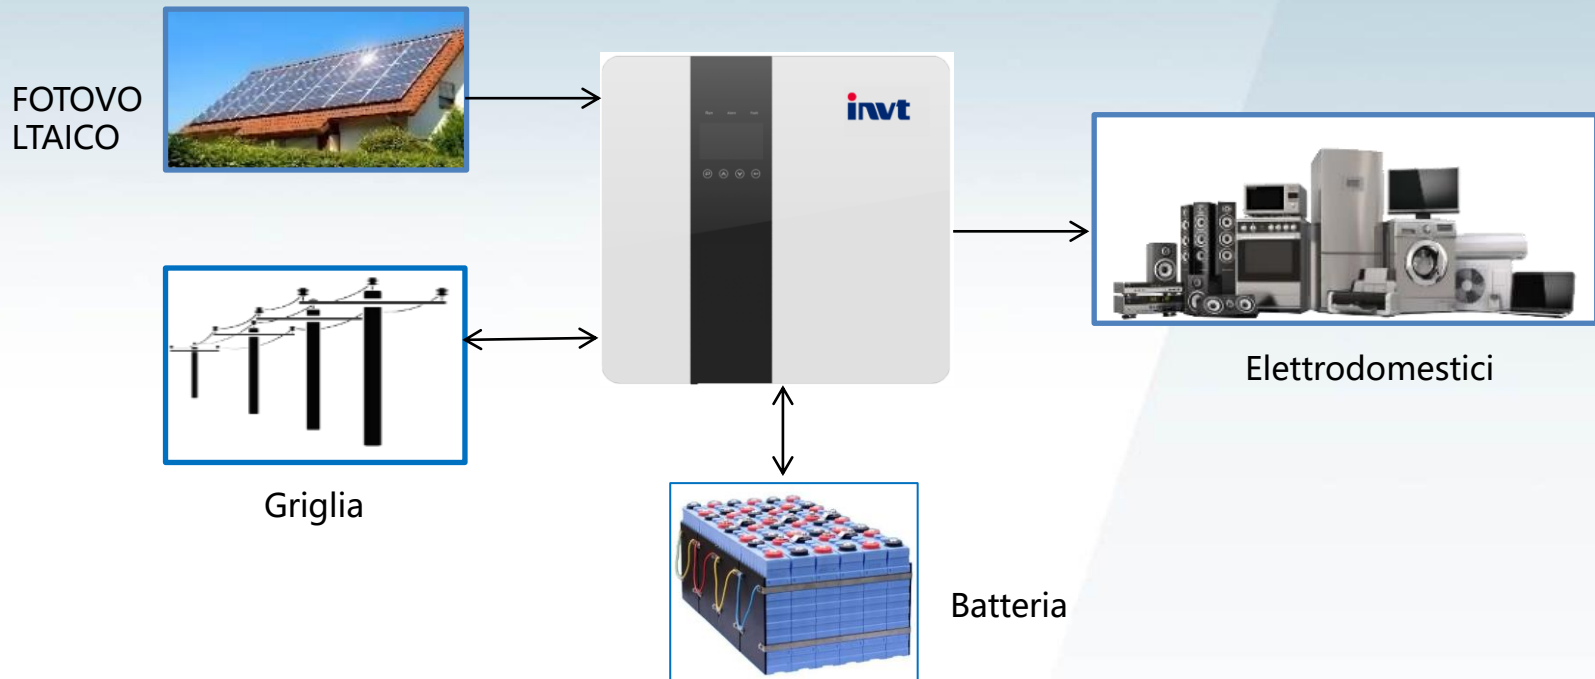 FOTOVO
LTAICO
invt
Elettrodomestici
Griglia
Batteria